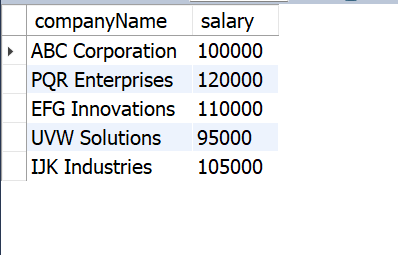 companyName salary
ABC Corporation 100000
PQR Enterprises 120000
EFG Innovations 110000
UVW Solutions 95000
IJK Industries 105000